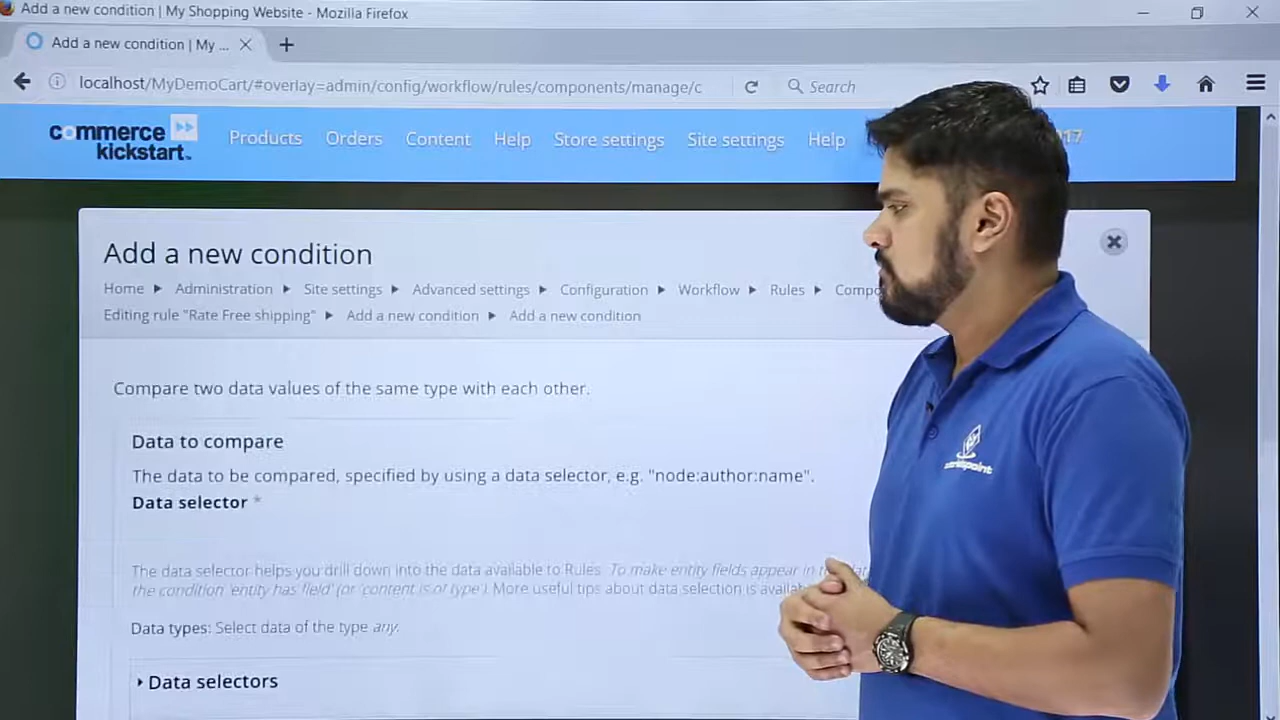 Add a new condition | My Shopping Website - Mozilla Firefox
Add a new condition | My ...
localhost/MyDemoCart/#overlay=admin/config/workflow/rules/components/manage/c
Search
commerce kickstart
Products Orders Content Help Store settings Site settings Help
17
Add a new condition
Home ▸ Administration ▸ Site settings ▸ Advanced settings ▸ Configuration ▸ Workflow ▸ Rules ▸
Editing rule "Rate Free shipping" ▸ Add a new condition ▸ Add a new condition
Compare two data values of the same type with each other.
Data to compare
The data to be compared, specified by using a data selector, e.g. "node:author:name".
Data selector *
The data selector helps you drill down into the data available to Rules. To make entity fields appear in
the condition 'entity has field' (or 'content is of type'). More useful tips about data selection is
Data types: Select data of the type any.
Data selectors